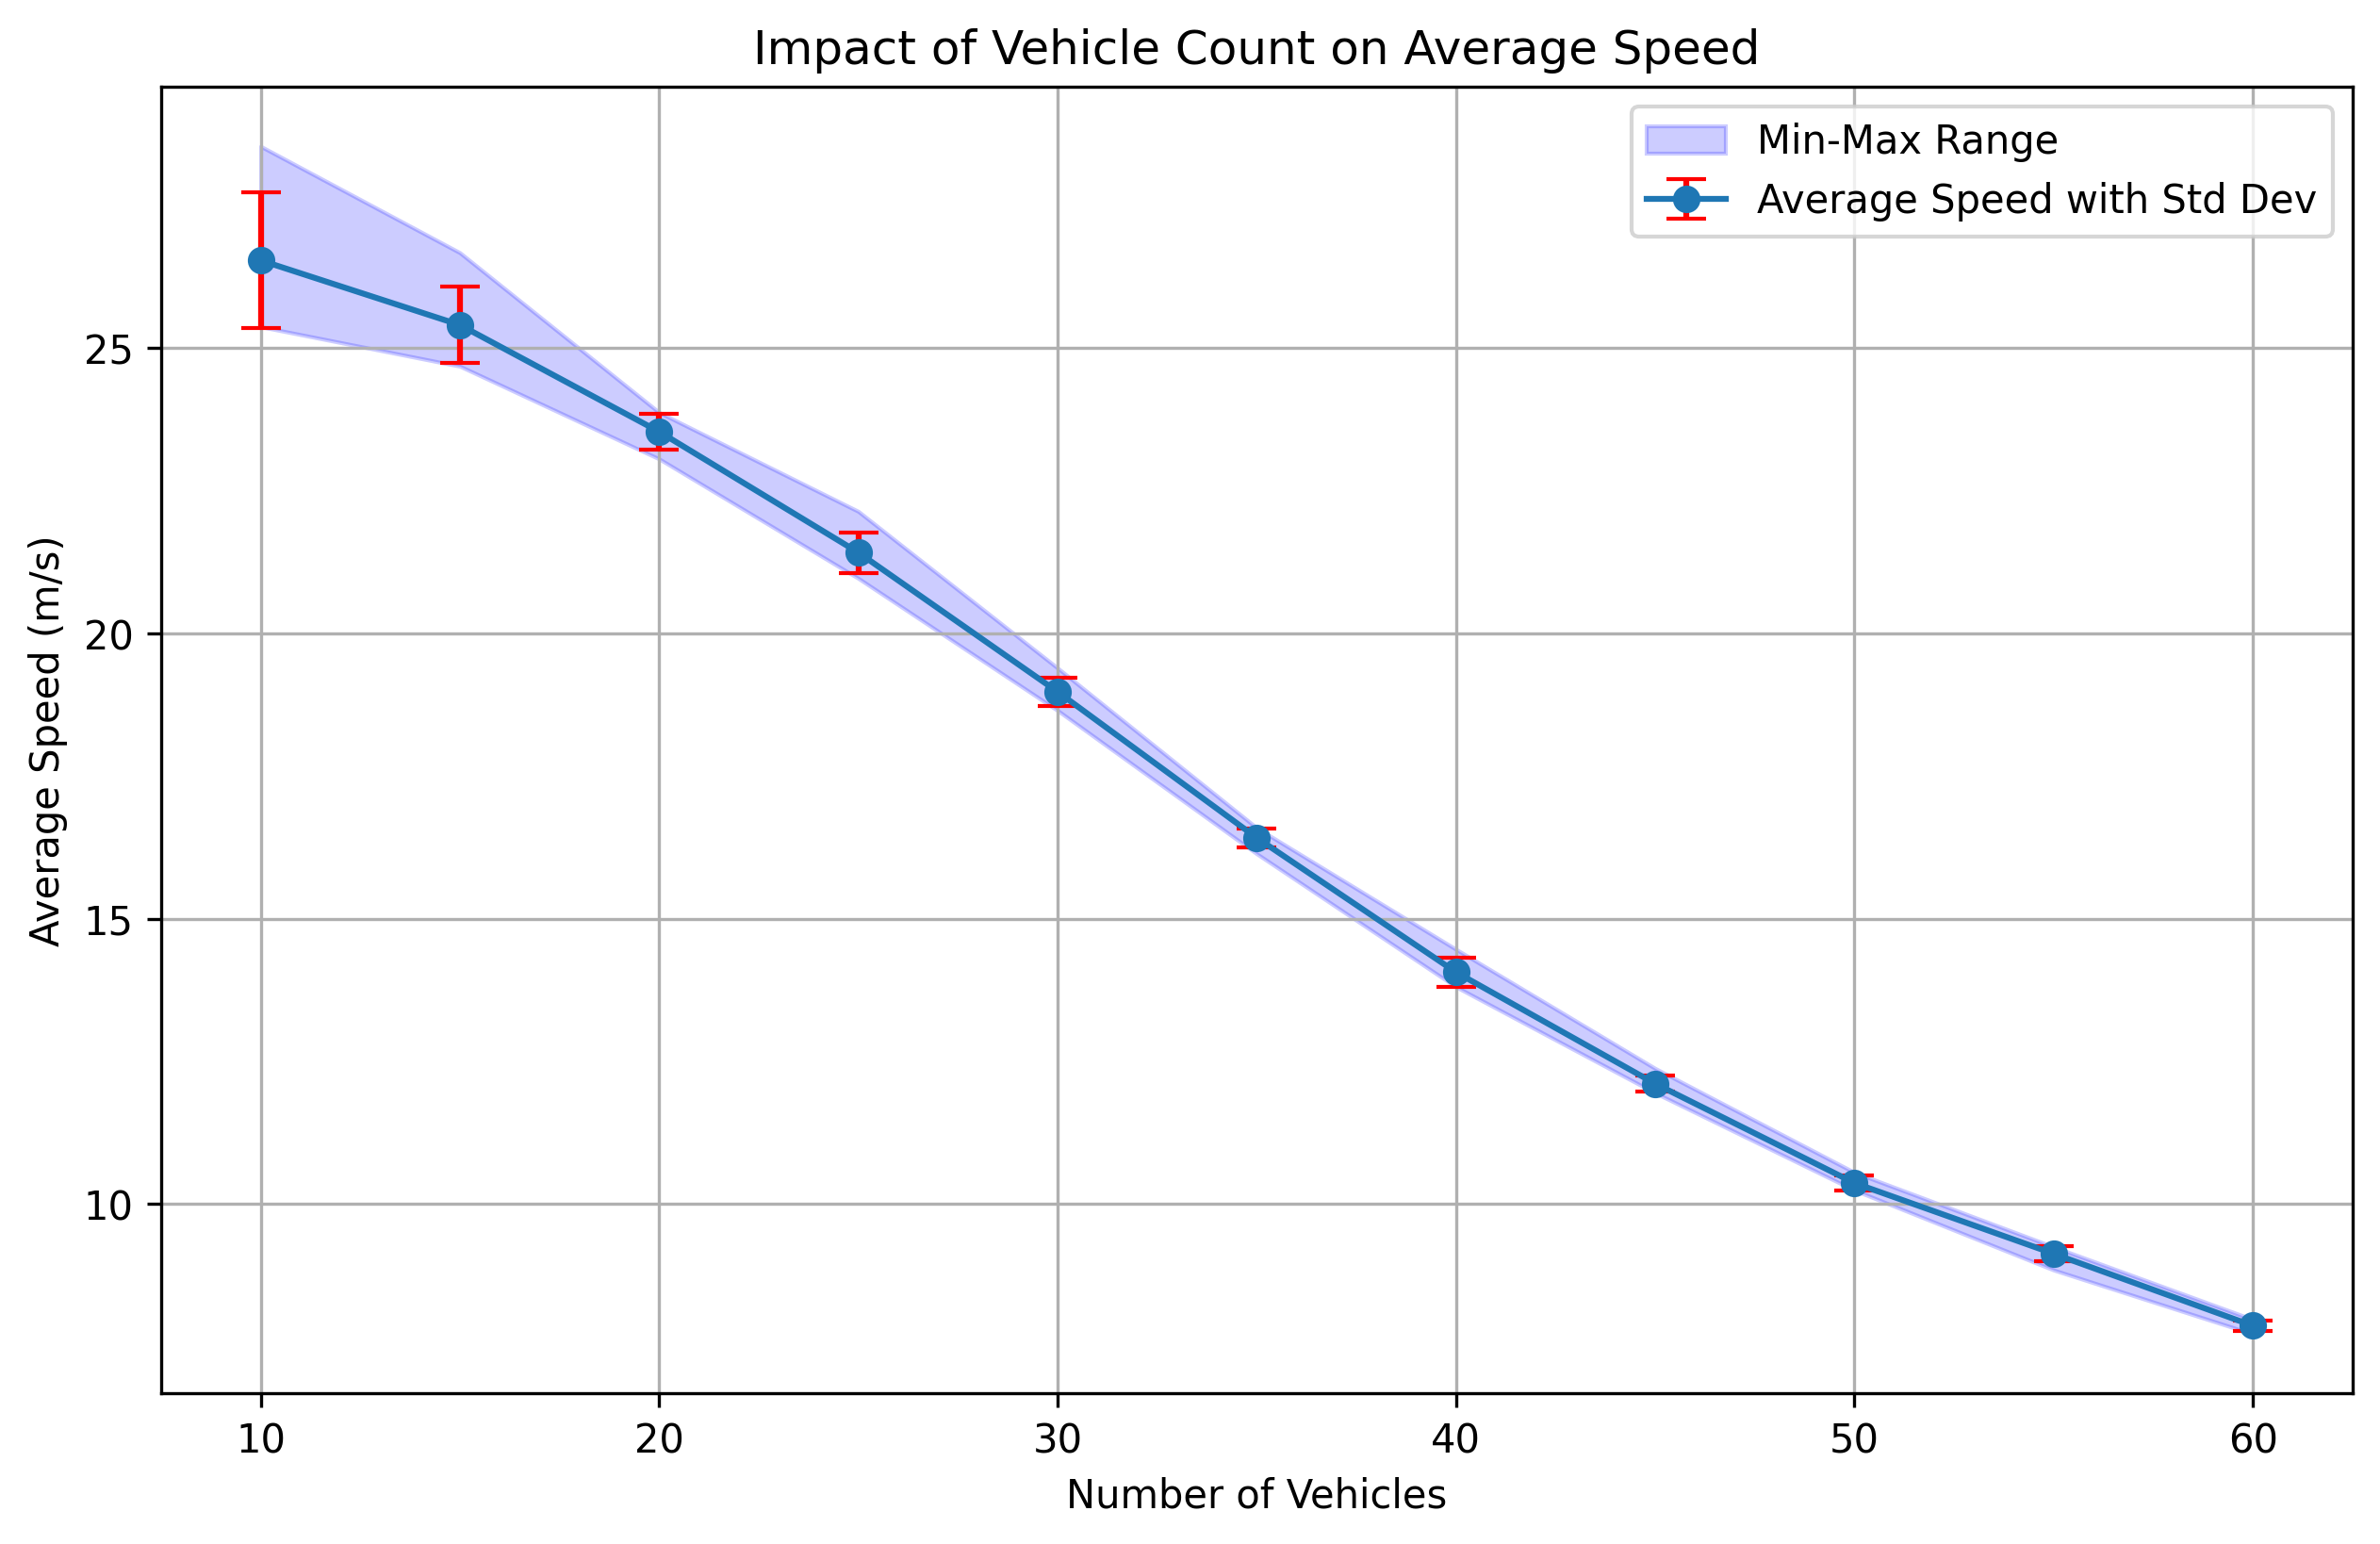 Impact of Vehicle Count on Average Speed
Min-Max Range
Average Speed with Std Dev
Average Speed (m/s)
25
20
15
10
10 20 30 40 50 60
Number of Vehicles